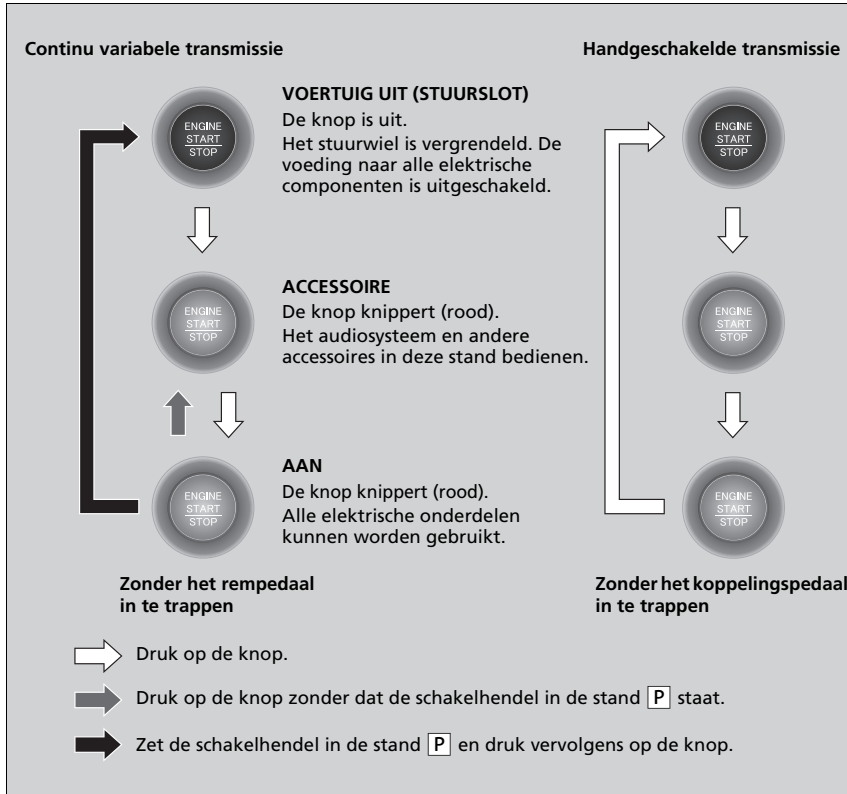 Continu variabele transmissie
Handgeschakelde transmissie
ENGINE
START
STOP
VOERTUIG UIT (STUURSLOT)
De knop is uit.
Het stuurwiel is vergrendeld. De
voeding naar alle elektrische
componenten is uitgeschakeld.
ENGINE
START
STOP
ENGINE
START
STOP
ACCESSOIRE
De knop knippert (rood).
Het audiosysteem en andere
accessoires in deze stand bedienen.
ENGINE
START
STOP
ENGINE
START
STOP
AAN
De knop knippert (rood).
Alle elektrische onderdelen
kunnen worden gebruikt.
ENGINE
START
STOP
Zonder het rempedaal
in te trappen
Zonder het koppelingspedaal
in te trappen
Druk op de knop.
Druk op de knop zonder dat de schakelhendel in de stand P staat.
Zet de schakelhendel in de stand P en druk vervolgens op de knop.